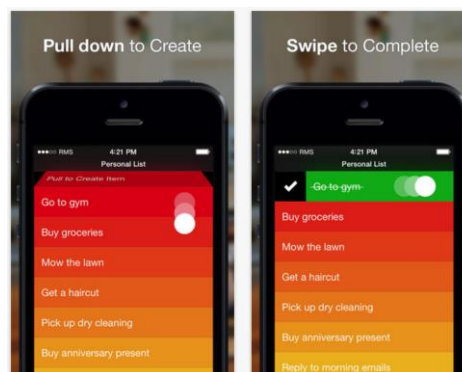 Pull down to Create
RMS
4:21 PM
Personal List
Pull to Create Item
Go to gym
Buy groceries
Mow the lawn
Get a haircut
Pick up dry cleaning
Buy anniversary present
Swipe to Complete
RMS
4:21 PM
Personal List
Go to gym
Buy groceries
Mow the lawn
Get a haircut
Pick up dry cleaning
Buy anniversary present
Reply to morning emails